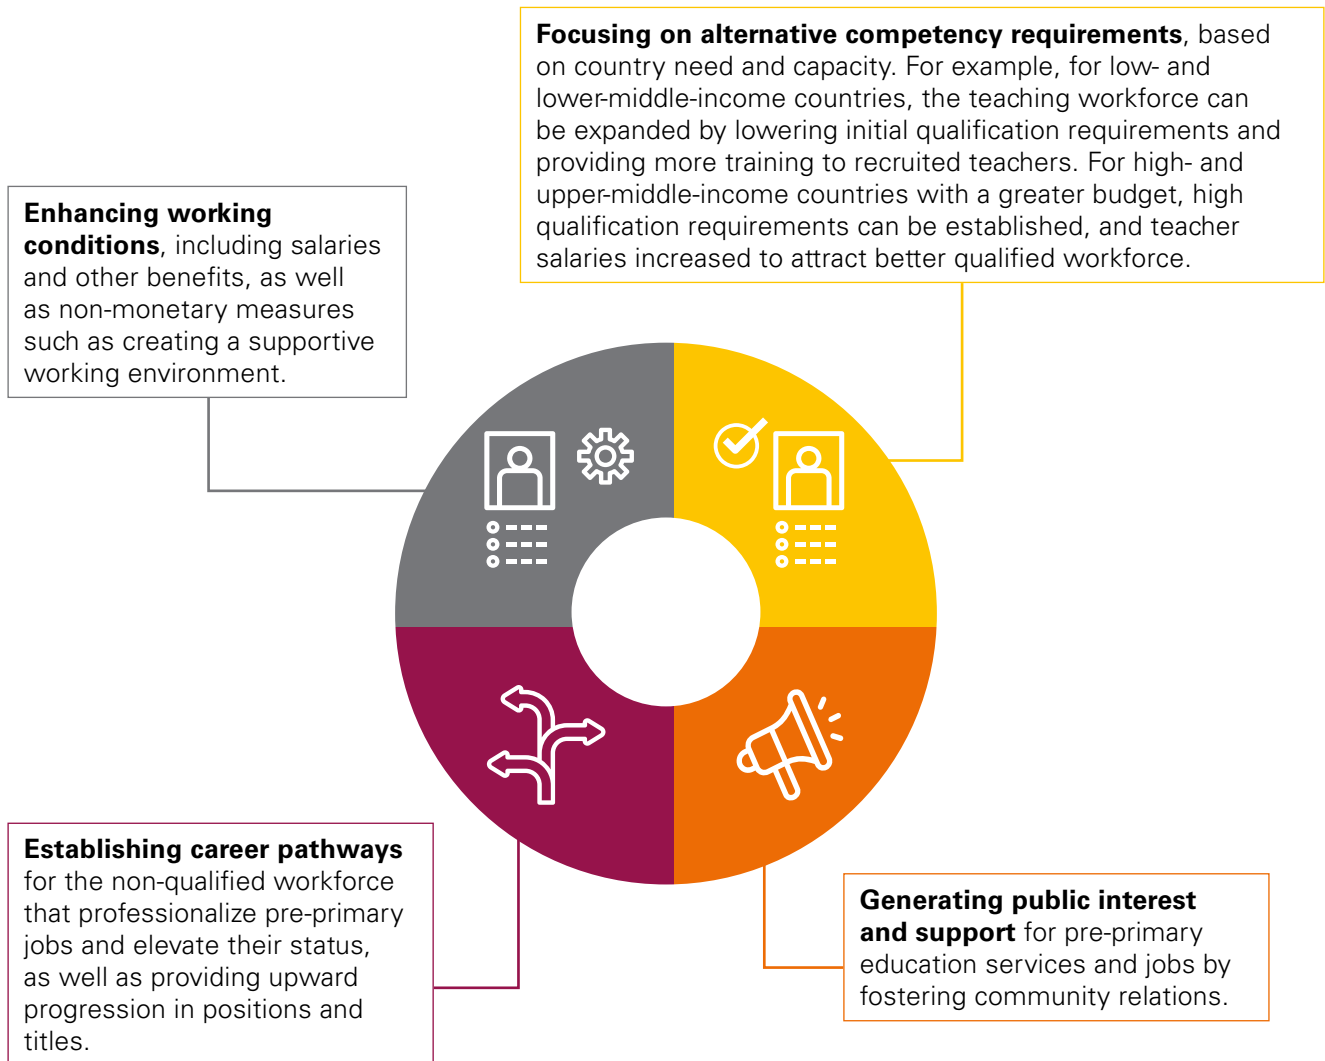 Focusing on alternative competency requirements, based
on country need and capacity. For example, for low- and
lower-middle-income countries, the teaching workforce can
be expanded by lowering initial qualification requirements and
providing more training to recruited teachers. For high- and
upper-middle-income countries with a greater budget, high
qualification requirements can be established, and teacher
salaries increased to attract better qualified workforce.
Enhancing working
conditions, including salaries
and other benefits, as well
as non-monetary measures
such as creating a supportive
working environment.
Establishing career pathways
for the non-qualified workforce
that professionalize pre-primary
jobs and elevate their status,
as well as providing upward
progression in positions and
titles.
Generating public interest
and support for pre-primary
education services and jobs by
fostering community relations.